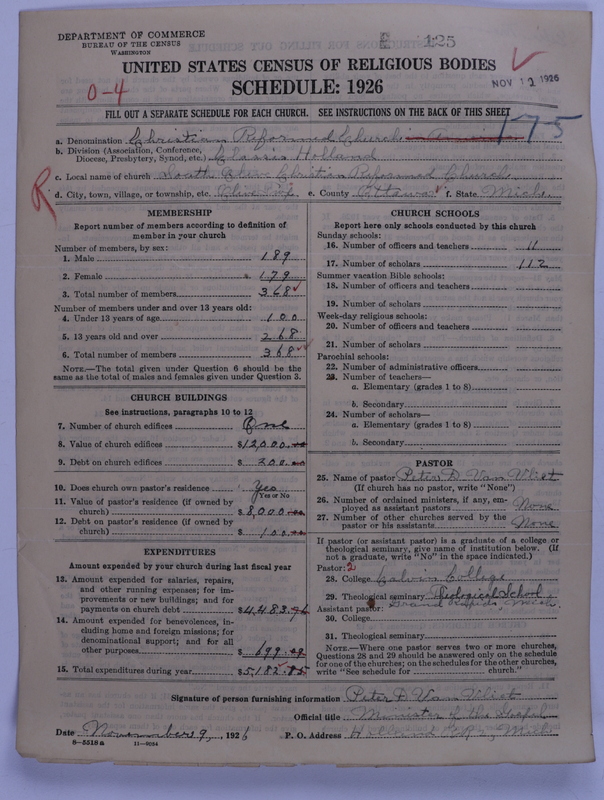 DEPARTMENT OF COMMERCE
BUREAU OF THE CENSUS
WASHINGTON
125
UNITED STATES CENSUS OF RELIGIOUS BODIES
SCHEDULE: 1926
NOV 12 1926
0-4
FILL OUT A SEPARATE SCHEDULE FOR EACH CHURCH. SEE INSTRUCTIONS ON THE BACK OF THIS SHEET
175
a. Denomination Christian Reformed Church in America
b. Division (Association, Conference, Diocese, Presbytery, Synod, etc.) Classis Holland
c. Local name of church South Olive Christian Reformed Church
R
d. City, town, village, or township, etc. Olive Twp. e. County Ottawa f. State Mich.
MEMBERSHIP
Report number of members according to definition of
member in your church
Number of members, by sex:
1. Male 189
2. Female 179
3. Total number of members 368
Number of members under and over 13 years old:
4. Under 13 years of age 100
5. 13 years old and over 268
6. Total number of members 368
NOTE.—The total given under Question 6 should be the
same as the total of males and females given under Question 3.
CHURCH BUILDINGS
See instructions, paragraphs 10 to 12
7. Number of church edifices One
8. Value of church edifices $12,000.00
9. Debt on church edifices $ 200.00
10. Does church own pastor's residence? Yes
Yes or No
11. Value of pastor's residence (if owned by
church) $8,000.00
12. Debt on pastor's residence (if owned by
church) $ 100.00
EXPENDITURES
Amount expended by your church during last fiscal year
13. Amount expended for salaries, repairs,
and other running expenses; for im-
provements or new buildings; and for
payments on church debt $4,483.
14. Amount expended for benevolences, in-
cluding home and foreign missions; for
denominational support; and for all
other purposes $ 699.
15. Total expenditures during year $5,182.85
CHURCH SCHOOLS
Report here only schools conducted by this church
Sunday schools:
16. Number of officers and teachers 11
17. Number of scholars 112
Summer vacation Bible schools:
18. Number of officers and teachers
19. Number of scholars
Week-day religious schools:
20. Number of officers and teachers
21. Number of scholars
Parochial schools:
22. Number of administrative officers
23. Number of teachers—
a. Elementary (grades 1 to 8)
b. Secondary
24. Number of scholars—
a. Elementary (grades 1 to 8)
b. Secondary
PASTOR
25. Name of pastor Peter D. Van Vliet
(If church has no pastor, write "None")
26. Number of ordained ministers, if any, em-
ployed as assistant pastors None
27. Number of other churches served by the
pastor or his assistants None
If pastor (or assistant pastor) is a graduate of a college or
theological seminary, give name of institution below. (If
not a graduate, write "No" in the space indicated.)
Pastor: 2
28. College Calvin College
29. Theological seminary Theological School
Grand Rapids, Mich.
Assistant pastor:
30. College
31. Theological seminary
NOTE.—Where one pastor serves two or more churches,
Questions 28 and 29 should be answered only on the schedule
for one of the churches; on the schedules for the other churches,
write "See schedule for church."
Signature of person furnishing information Peter D. Van Vliet
Official title Minister of the Gospel
Date November 9, 1926 P. O. Address Holland Mich.
8—5518a 11—9034